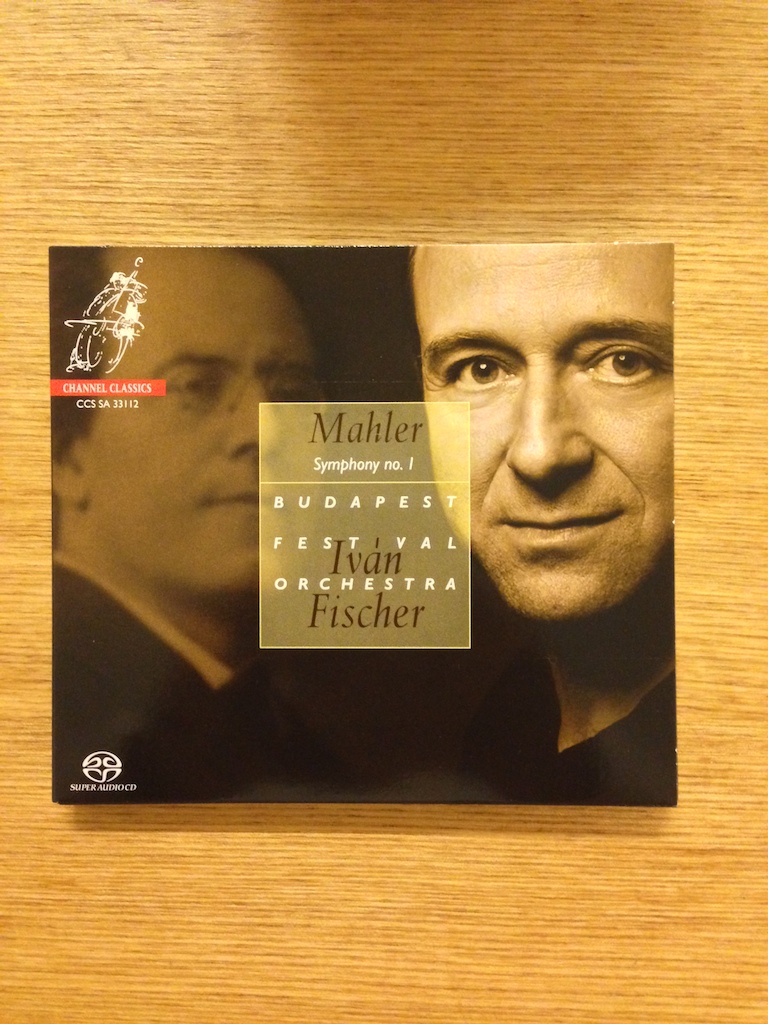 CHANNEL CLASSICS
CCS SA 33112
Mahler
Symphony no. 1
BUDAPEST
FESTIVAL
Iván
ORCHESTRA
Fischer
SUPER AUDIO CD